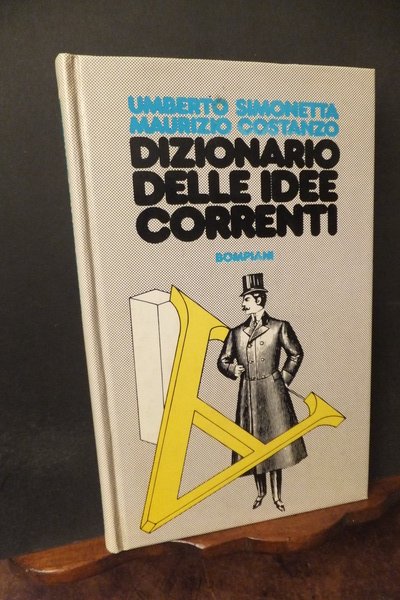 UMBERTO SIMONETTA
MAURIZIO COSTANZO
DIZIONARIO
DELLE IDEE
CORRENTI
BOMPIANI